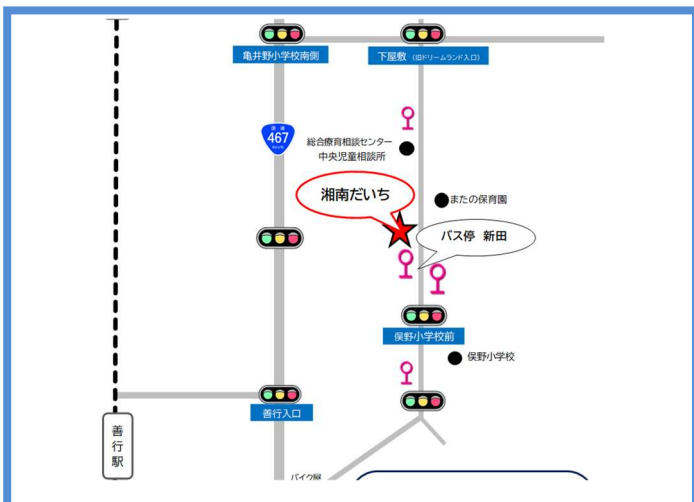 亀井野小学校南側
下屋敷 (旧ドリームランド入口)
467
総合療育相談センター
中央児童相談所
湘南だいち
またの保育園
バス停 新田
俣野小学校前
俣野小学校
善行入口
善行駅
バイク屋